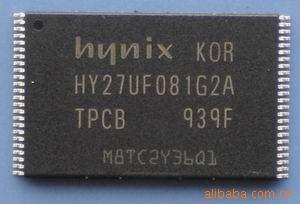 hynix KOR
HY27UF081G2A
TPCB 939F
M8TC2Y36Q1
alibaba.com.cn